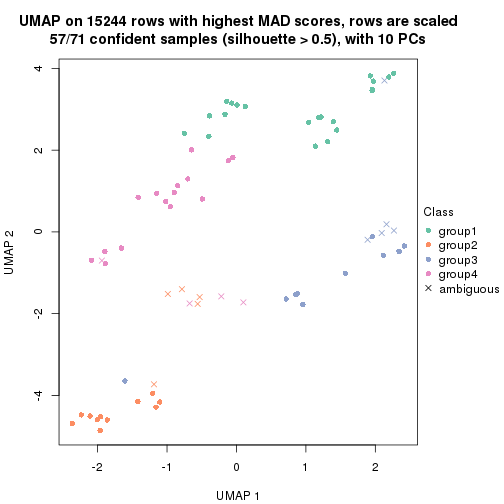 UMAP on 15244 rows with highest MAD scores, rows are scaled
57/71 confident samples (silhouette > 0.5), with 10 PCs
4
2
0
-2
-4
UMAP 2
-2
-1
0
1
2
UMAP 1
Class
group1
group2
group3
group4
ambiguous